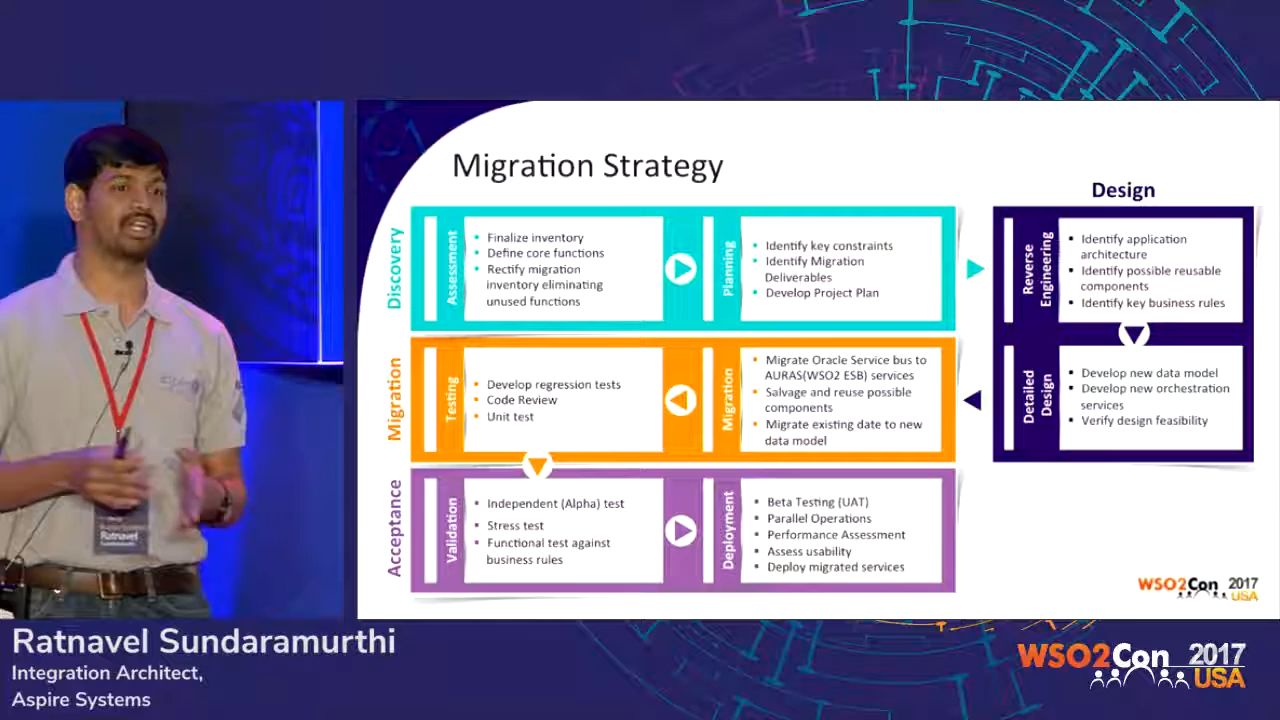 Migration Strategy
Discovery
Assessment
Finalize inventory
Define core functions
Rectify migration
inventory eliminating
unused functions
Planning
Identify key constraints
Identify Migration
Deliverables
Develop Project Plan
Design
Reverse
Engineering
Identify application
architecture
Identify possible reusable
components
Identify key business rules
Detailed
Design
Develop new data model
Develop new orchestration
services
Verify design feasibility
Migration
Migration
Migrate Oracle Service bus to
AURAS(WSO2 ESB) services
Salvage and reuse possible
components
Migrate existing date to new
data model
Testing
Develop regression tests
Code Review
Unit test
Acceptance
Validation
Independent (Alpha) test
Stress test
Functional test against
business rules
Deployment
Beta Testing (UAT)
Parallel Operations
Performance Assessment
Assess usability
Deploy migrated services
WSO2Con 2017
USA
Ratnavel
Ratnavel Sundaramurthi
Integration Architect,
Aspire Systems
WSO2Con 2017
USA